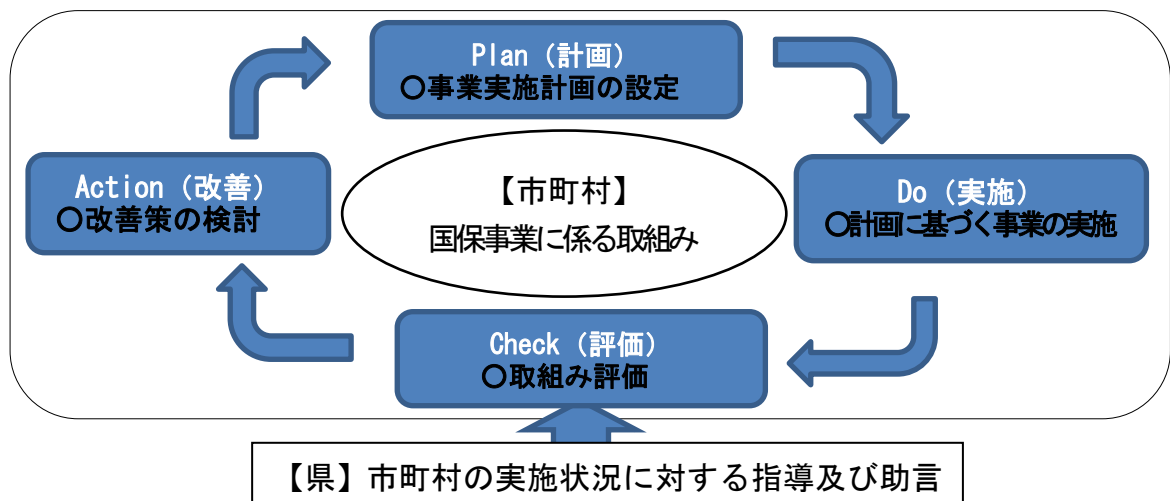 Plan（計画）
○事業実施計画の設定
Action（改善）
○改善策の検討
【市町村】
国保事業に係る取組み
Do（実施）
○計画に基づく事業の実施
Check（評価）
○取組み評価
【県】市町村の実施状況に対する指導及び助言